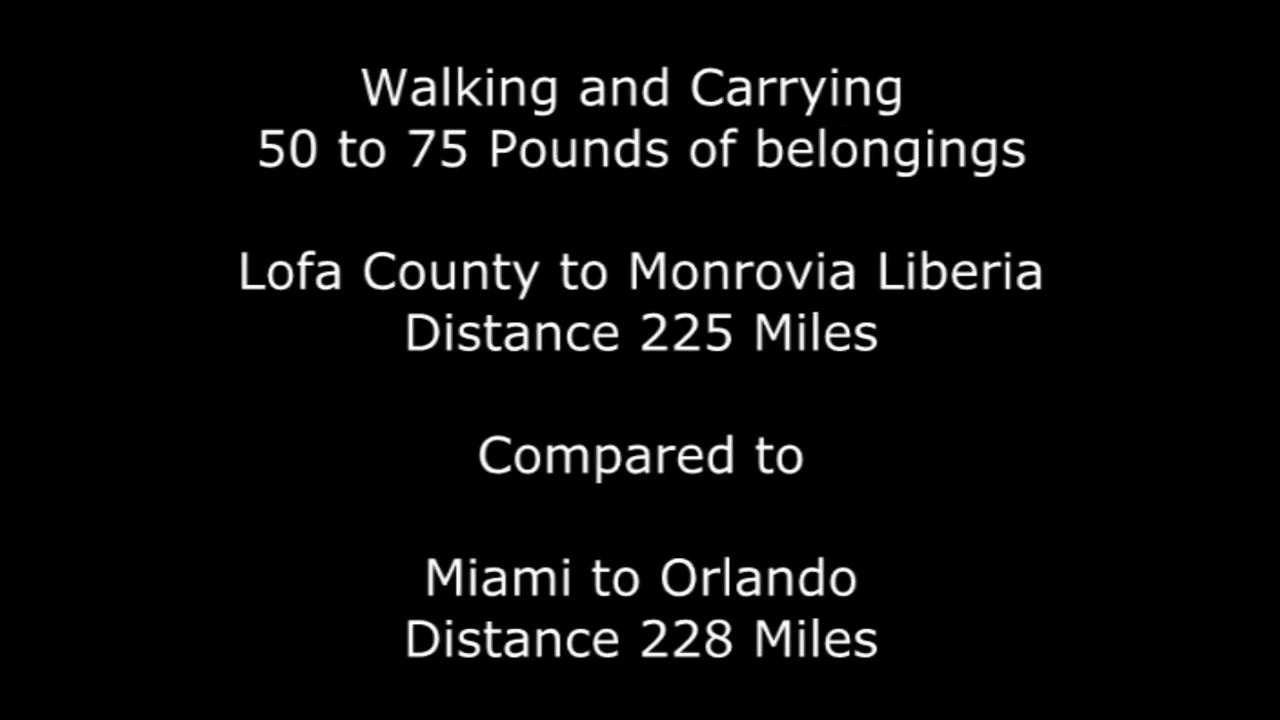 Walking and Carrying
50 to 75 Pounds of belongings
Lofa County to Monrovia Liberia
Distance 225 Miles
Compared to
Miami to Orlando
Distance 228 Miles